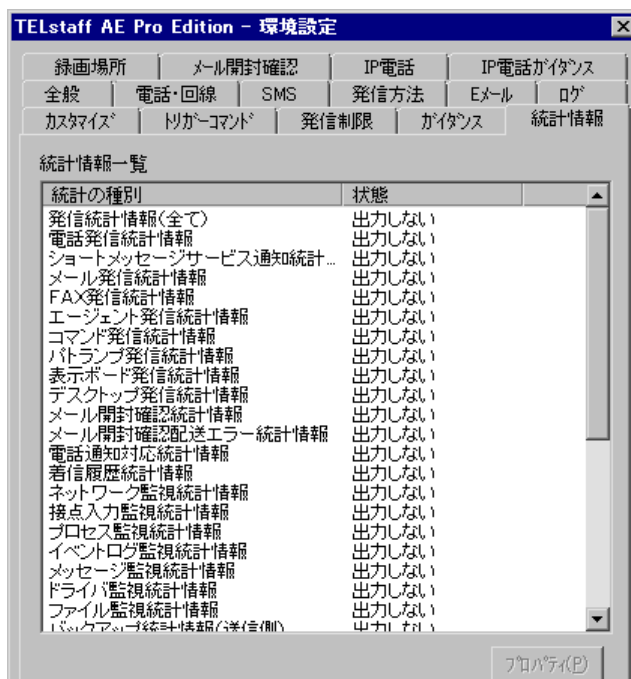 TELstaff AE Pro Edition - 環境設定
録画場所 メール開封確認 IP電話 IP電話ｶﾞｲﾀﾞﾝｽ
全般 電話・回線 SMS 発信方法 Eﾒｰﾙ ﾛｸﾞ
ｶｽﾀﾏｲｽﾞ ﾄﾘｶﾞｰｺﾏﾝﾄﾞ 発信制限 ｶﾞｲﾀﾞﾝｽ 統計情報
統計情報一覧
統計の種別 状態
発信統計情報(全て) 出力しない
電話発信統計情報 出力しない
ショートメッセージサービス通知統計... 出力しない
メール発信統計情報 出力しない
FAX発信統計情報 出力しない
エージェント発信統計情報 出力しない
コマンド発信統計情報 出力しない
パトランプ発信統計情報 出力しない
表示ボード発信統計情報 出力しない
デスクトップ発信統計情報 出力しない
メール開封確認統計情報 出力しない
メール開封確認配送エラー統計情報 出力しない
電話通知対応統計情報 出力しない
着信履歴統計情報 出力しない
ネットワーク監視統計情報 出力しない
接点入力監視統計情報 出力しない
プロセス監視統計情報 出力しない
イベントログ監視統計情報 出力しない
メッセージ監視統計情報 出力しない
ドライバ監視統計情報 出力しない
ファイル監視統計情報 出力しない
バックアップ統計情報(送信側) 出力しない
ﾌﾟﾛﾊﾟﾃｨ(P)